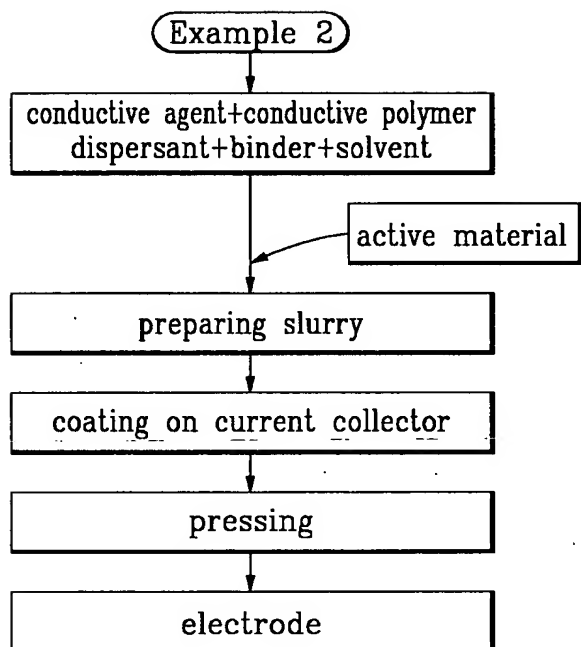 Example 2
conductive agent+conductive polymer
dispersant+binder+solvent
active material
preparing slurry
coating on current collector
pressing
electrode